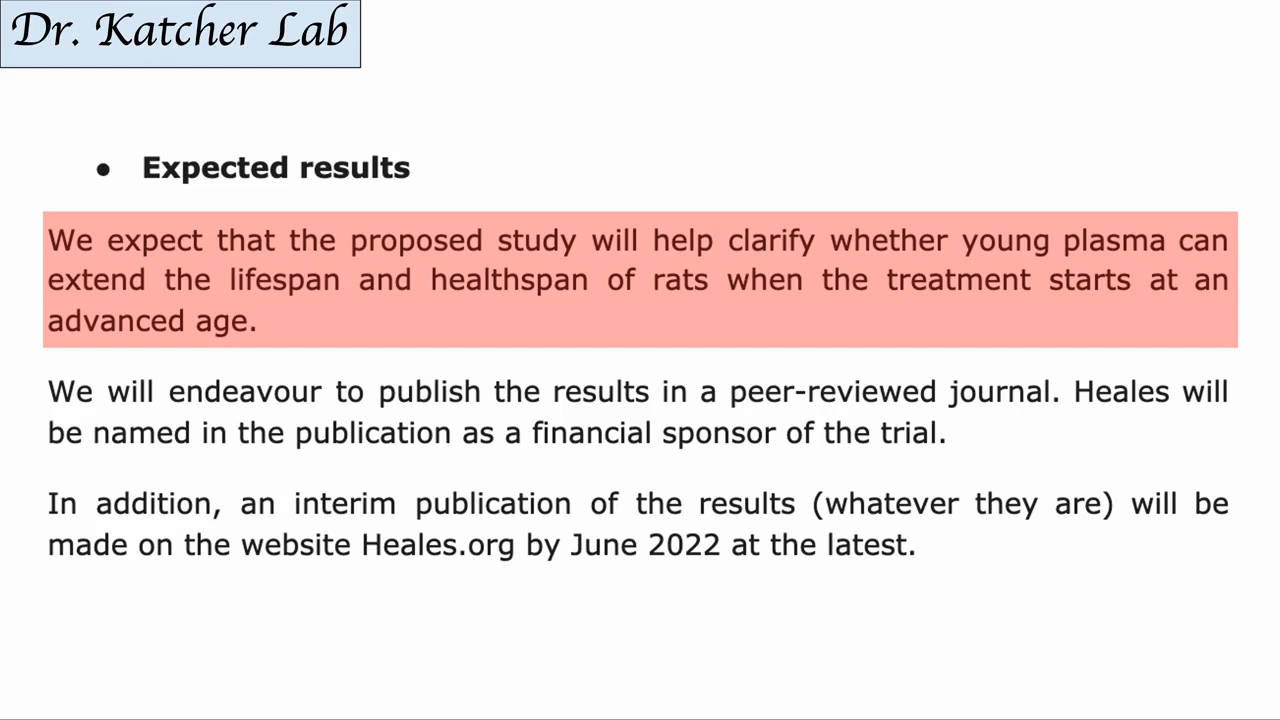 Dr. Katcher Lab
● Expected results
We expect that the proposed study will help clarify whether young plasma can
extend the lifespan and healthspan of rats when the treatment starts at an
advanced age.
We will endeavour to publish the results in a peer-reviewed journal. Heales will
be named in the publication as a financial sponsor of the trial.
In addition, an interim publication of the results (whatever they are) will be
made on the website Heales.org by June 2022 at the latest.